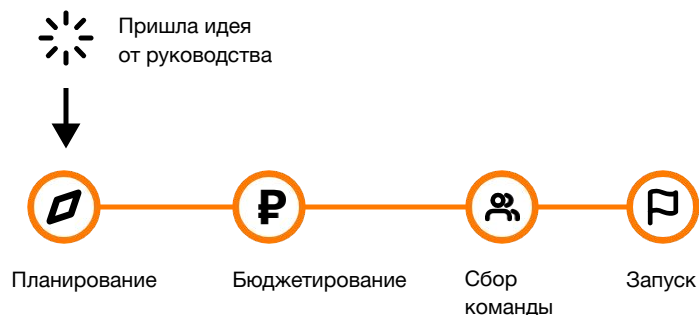 Пришла идея
от руководства
₽
Планирование
Бюджетирование
Сбор
команды
Запуск